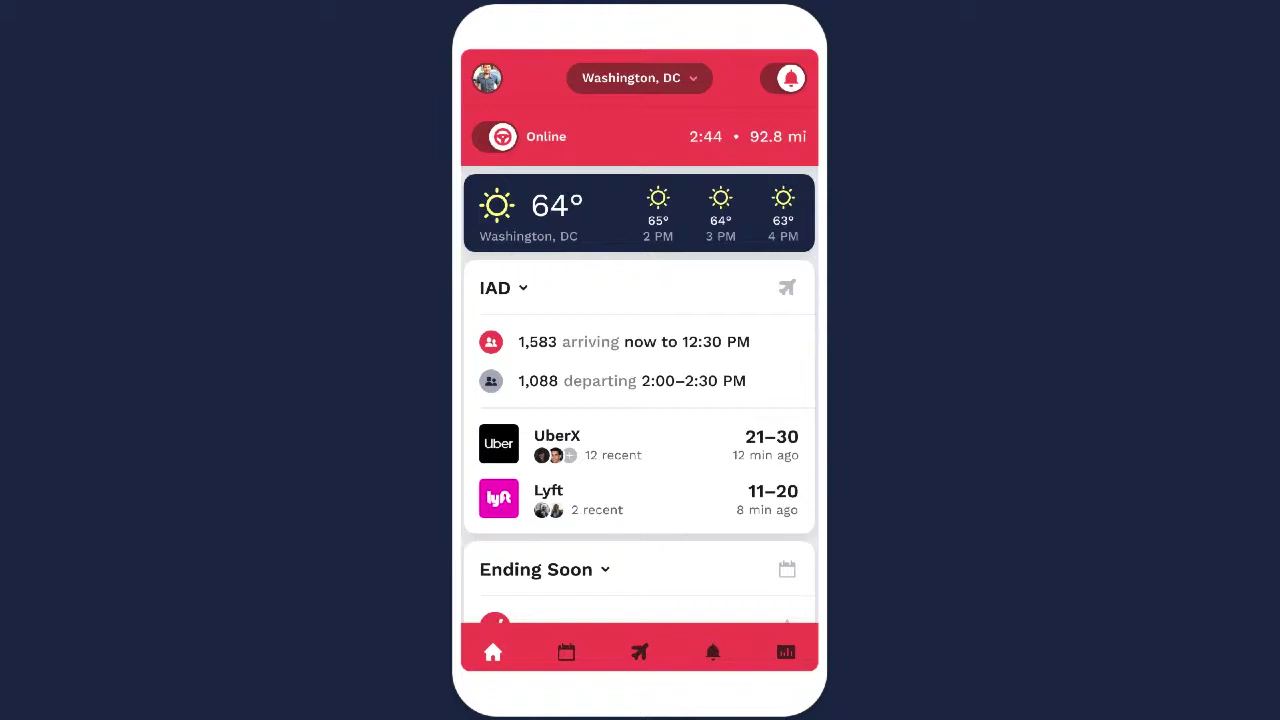 Washington, DC
Online
2:44 • 92.8 mi
64°
65°
64°
63°
Washington, DC
2 PM
3 PM
4 PM
IAD
1,583 arriving now to 12:30 PM
1,088 departing 2:00–2:30 PM
Uber
UberX
21–30
12 recent
12 min ago
lyft
Lyft
11–20
2 recent
8 min ago
Ending Soon